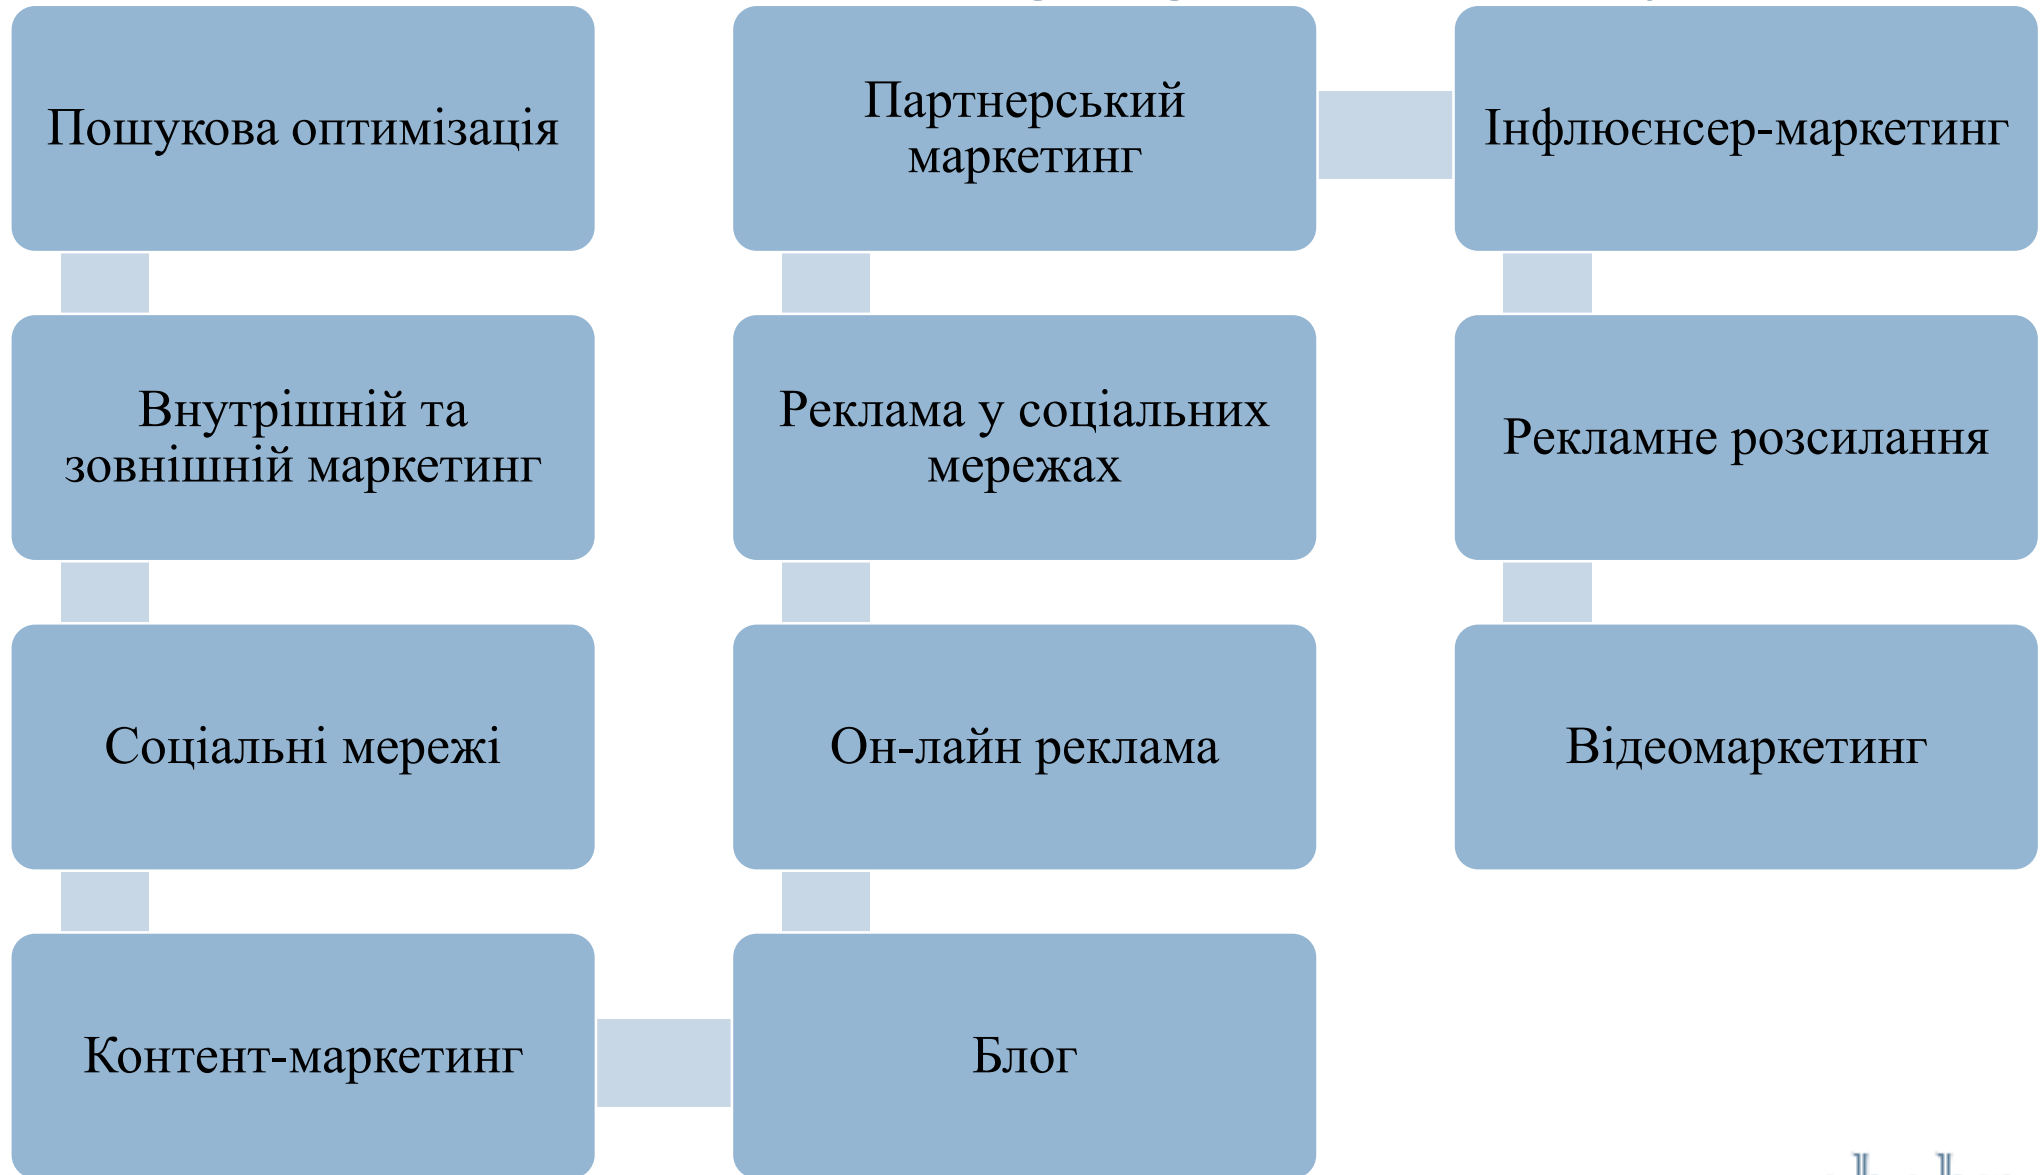 Пошукова оптимізація
Внутрішній та
зовнішній маркетинг
Соціальні мережі
Контент-маркетинг
Блог
Он-лайн реклама
Реклама у соціальних
мережах
Партнерський
маркетинг
Інфлюєнсер-маркетинг
Рекламне розсилання
Відеомаркетинг